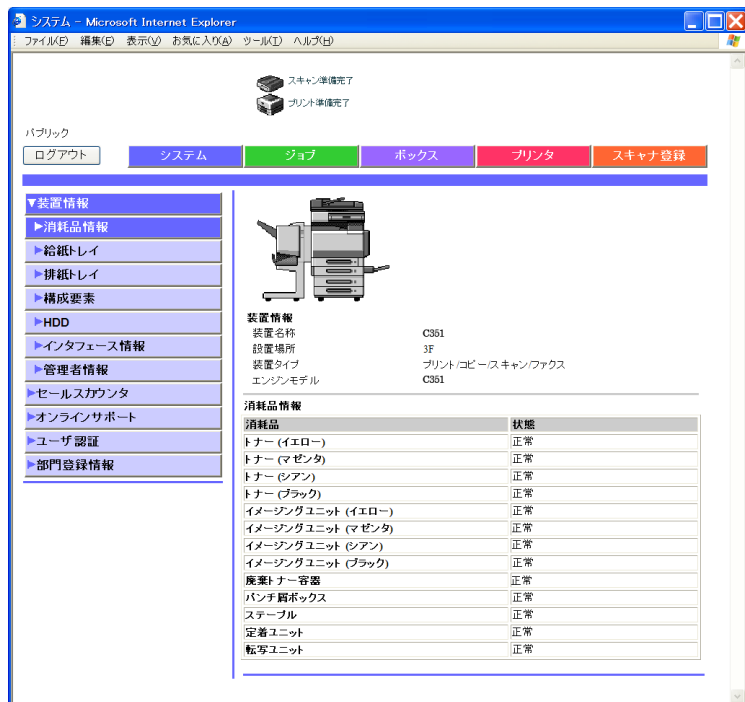 システム - Microsoft Internet Explorer
ファイル(F) 編集(E) 表示(V) お気に入り(A) ツール(T) ヘルプ(H)
スキャン準備完了
プリント準備完了
パブリック
ログアウト システム ジョブ ボックス プリンタ スキャナ登録
▼装置情報
▶消耗品情報
▶給紙トレイ
▶排紙トレイ
▶構成要素
▶HDD
▶インタフェース情報
▶管理者情報
▶セールスカウンタ
▶オンラインサポート
▶ユーザ認証
▶部門登録情報
装置情報
装置名称 C351
設置場所 3F
装置タイプ プリント/コピー/スキャン/ファクス
エンジンモデル C351
消耗品情報
消耗品 状態
トナー (イエロー) 正常
トナー (マゼンタ) 正常
トナー (シアン) 正常
トナー (ブラック) 正常
イメージングユニット (イエロー) 正常
イメージングユニット (マゼンタ) 正常
イメージングユニット (シアン) 正常
イメージングユニット (ブラック) 正常
廃棄トナー容器 正常
パンチ屑ボックス 正常
ステープル 正常
定着ユニット 正常
転写ユニット 正常